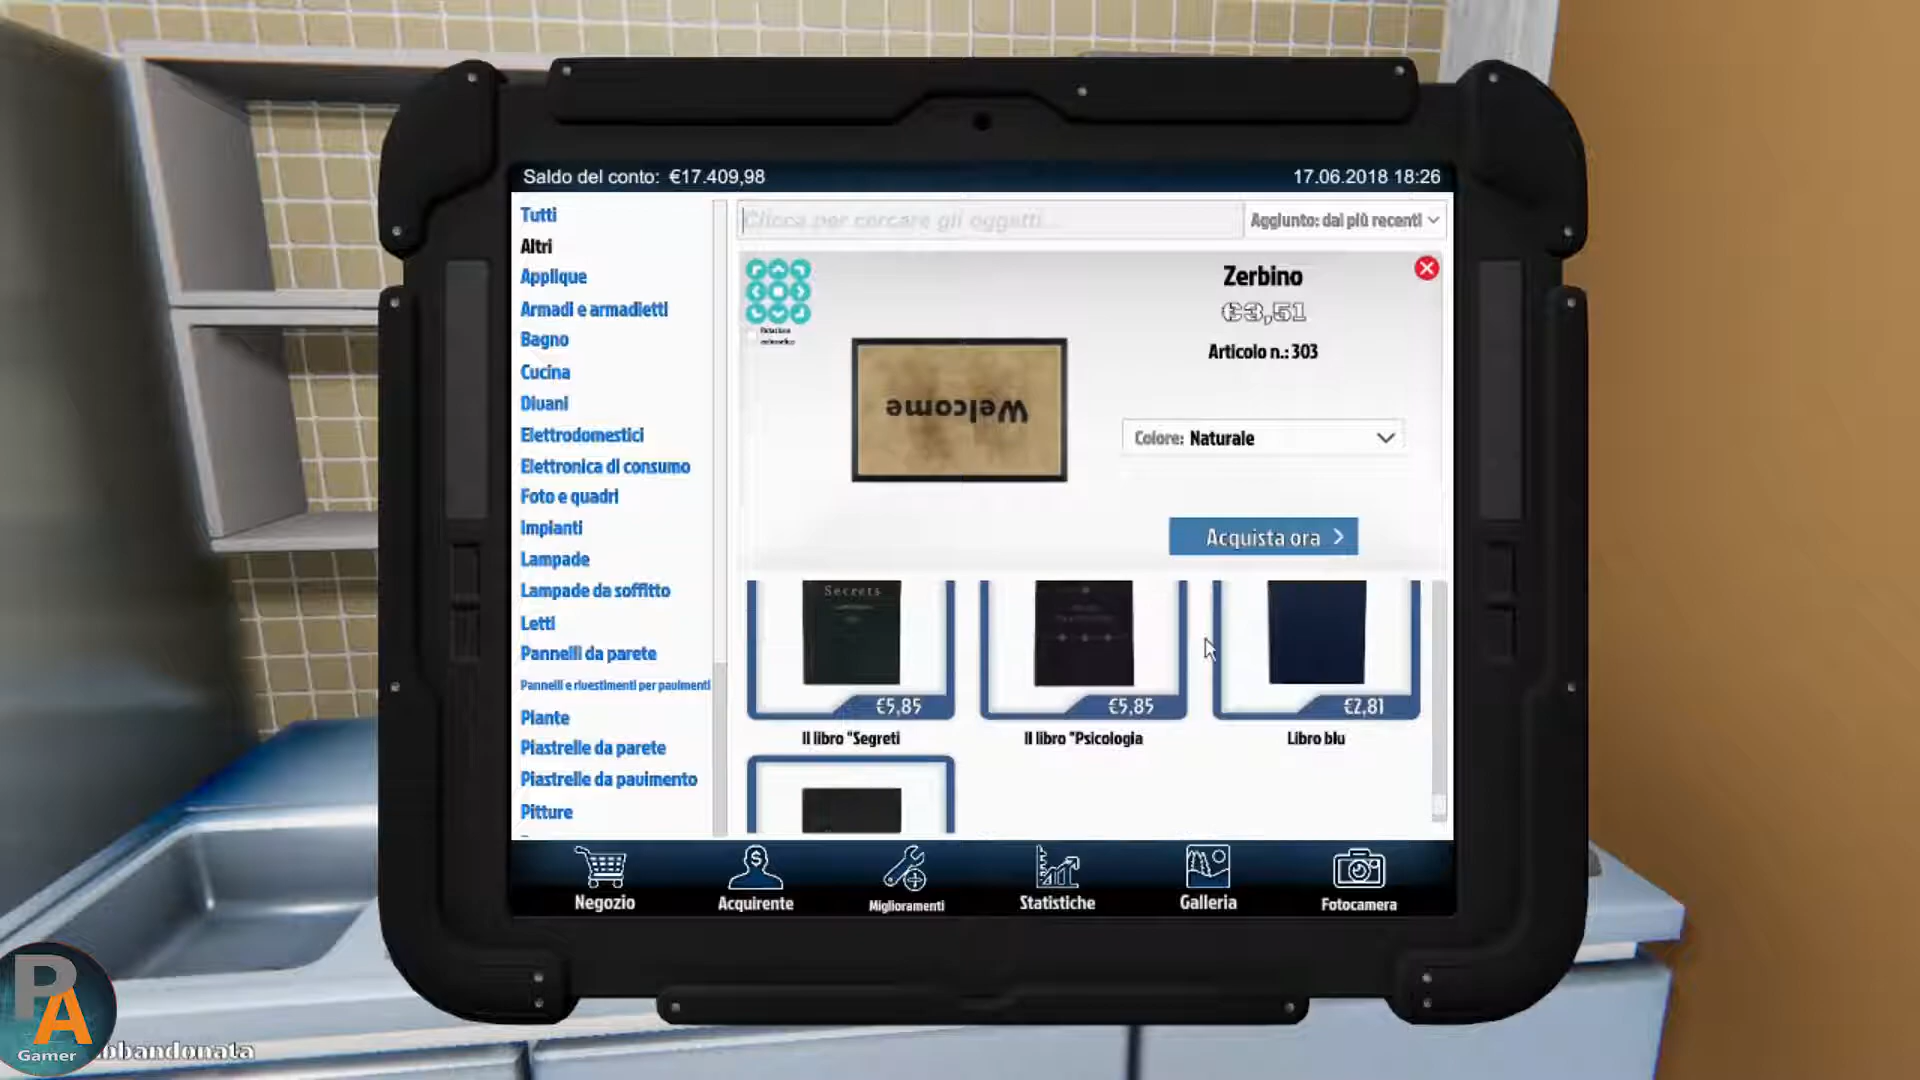 Saldo del conto: €17.409,98
17.06.2018 18:26
Tutti
Altri
Applique
Armadi e armadietti
Bagno
Cucina
Divani
Elettrodomestici
Elettronica di consumo
Foto e quadri
Impianti
Lampade
Lampade da soffitto
Letti
Pannelli da parete
Pannelli e rivestimenti per pavimenti
Piante
Piastrelle da parete
Piastrelle da pavimento
Pitture
Clicca per cercare gli oggetti...
Aggiunto: dai più recenti
Zerbino
€3,51
Articolo n.: 303
Welcome
Colore: Naturale
Acquista ora
Secrets
€5,85
€5,85
€2,81
Il libro "Segreti
Il libro "Psicologia
Libro blu
Negozio
Acquirente
Miglioramenti
Statistiche
Galleria
Fotocamera
PA
Gamer
bbandonata